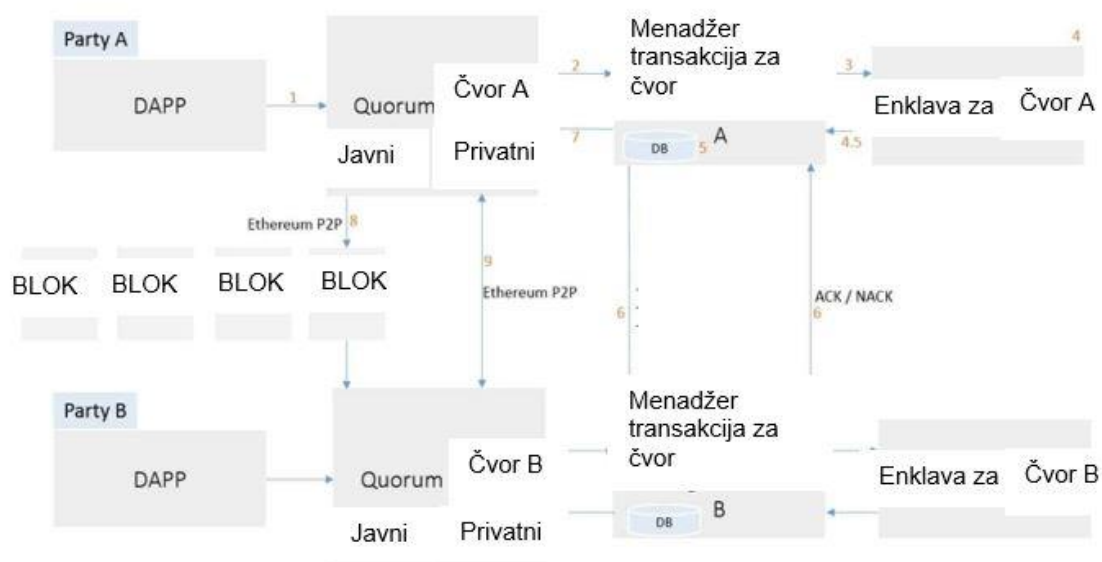 Party A
DAPP
1
Quorum
Čvor A
Javni
Privatni
2
7
Menadžer
transakcija za
čvor
A
DB
5
3
4.5
4
Enklava za
Čvor A
Ethereum P2P
8
9
Ethereum P2P
6
ACK / NACK
6
BLOK
BLOK
BLOK
BLOK
Party B
DAPP
Quorum
Čvor B
Javni
Privatni
Menadžer
transakcija za
čvor
B
DB
Enklava za
Čvor B